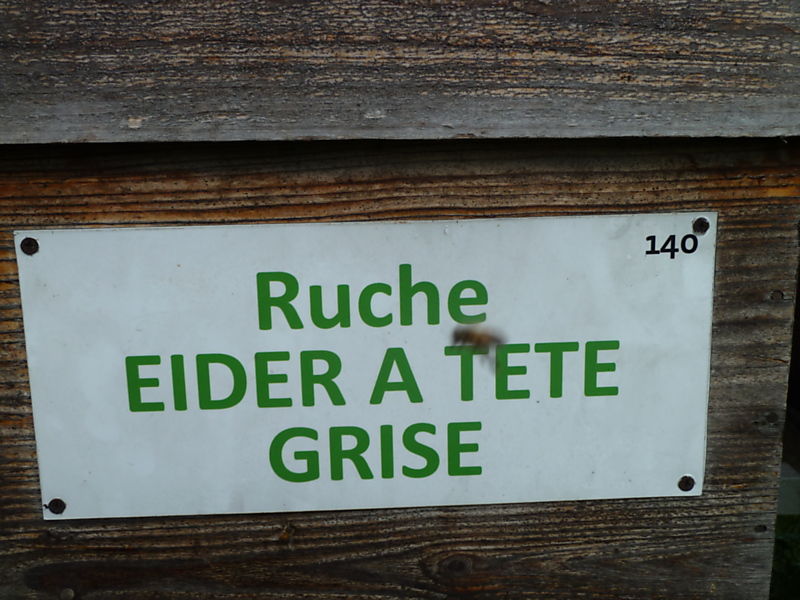 140
Ruche
EIDER A TETE
GRISE